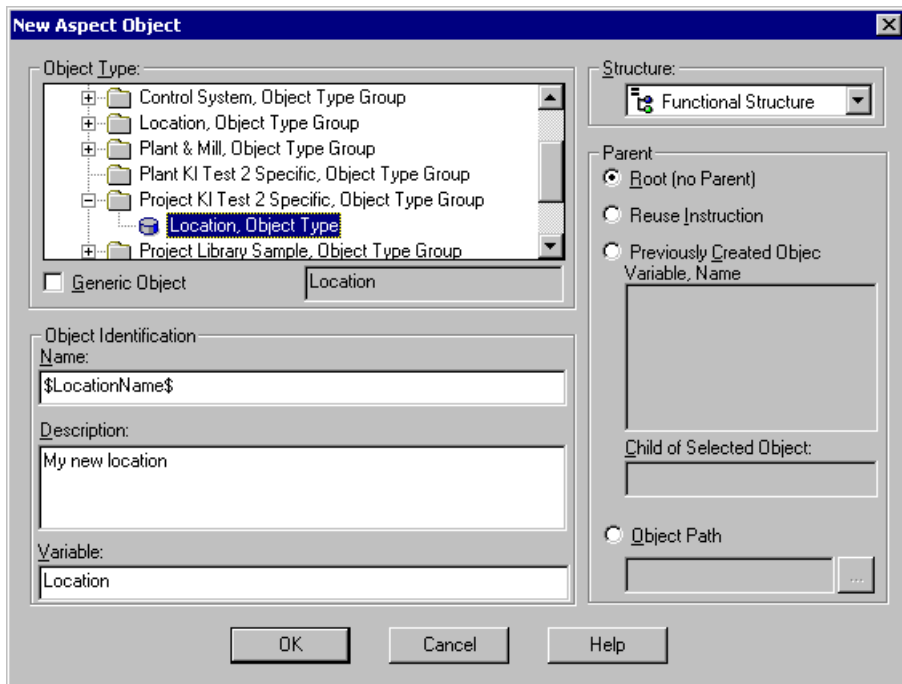 New Aspect Object
Object Type:
Control System, Object Type Group
Location, Object Type Group
Plant & Mill, Object Type Group
Plant KI Test 2 Specific, Object Type Group
Project KI Test 2 Specific, Object Type Group
Location, Object Type
Project Library Sample, Object Type Group
Generic Object
Location
Object Identification
Name:
$LocationName$
Description:
My new location
Variable:
Location
Structure:
Functional Structure
Parent
Root (no Parent)
Reuse Instruction
Previously Created Objec
Variable, Name
Child of Selected Object:
Object Path
...
OK
Cancel
Help